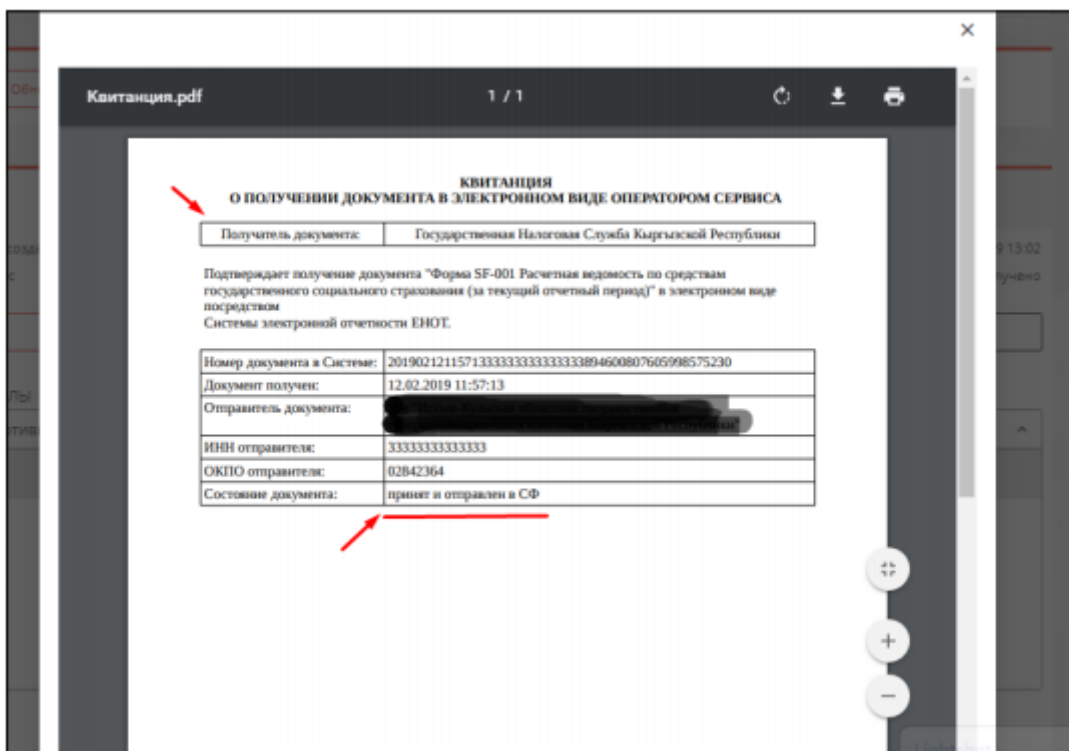 Квитанция.pdf
1 / 1
КВИТАНЦИЯ
О ПОЛУЧЕНИИ ДОКУМЕНТА В ЭЛЕКТРОННОМ ВИДЕ ОПЕРАТОРОМ СЕРВИСА
Получатель документа: Государственная Налоговая Служба Кыргызской Республики
Подтверждает получение документа "Форма SF-001 Расчетная ведомость по средствам
государственного социального страхования (за текущий отчетный период)" в электронном виде
посредством
Системы электронной отчетности ЕНОТ.
Номер документа в Системе:
Документ получен: 12.02.2019 11:57:13
Отправитель документа:
ИНН отправителя: 33333333333333
ОКПО отправителя: 02842364
Состояние документа: принят и отправлен в СФ
9 13:02